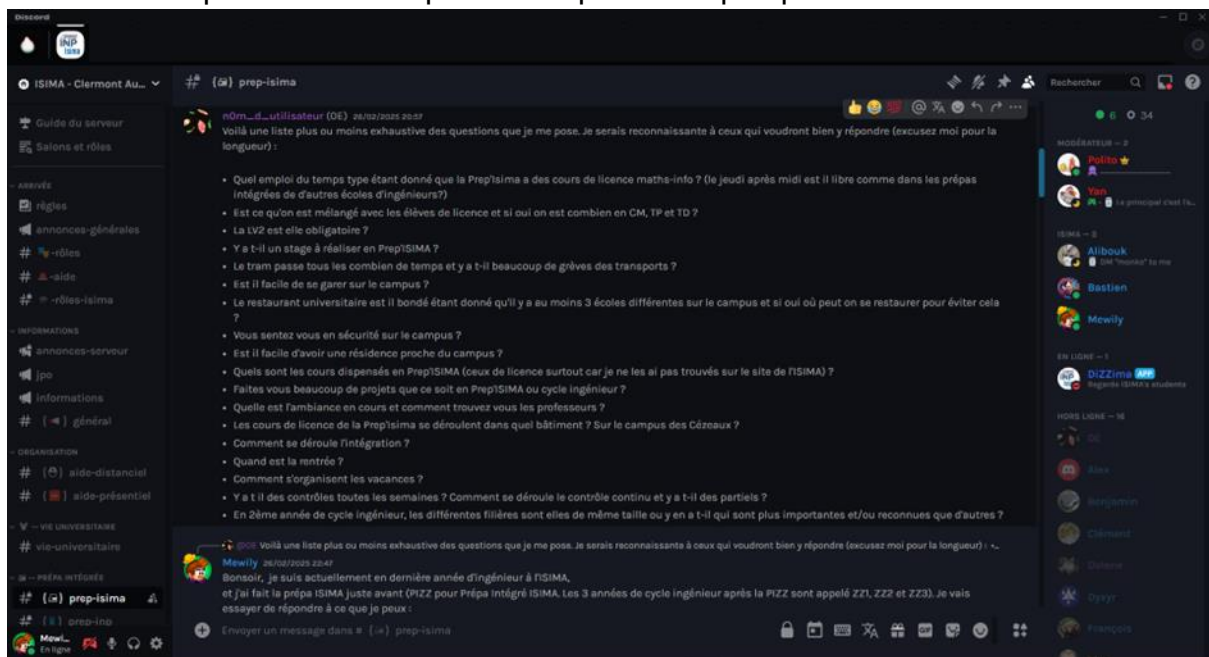 Discord
INP
isima
ISIMA - Clermont Au...
{ } prep-isima
Rechercher
Guide du serveur
Salons et rôles
ARRIVÉE
règles
annonces-générales
-rôles
-aide
-rôles-isima
INFORMATIONS
annonces-serveur
jpo
informations
{ } général
ORGANISATION
{ } aide-distanciel
{ } aide-présentiel
VIE UNIVERSITAIRE
vie-universitaire
PRÉPA INTÉGRÉE
{ } prep-isima
{ } prep-inp
Mewi...
En ligne
n0m_d_utilisateur (OE) 26/02/2025 20:57
Voilà une liste plus ou moins exhaustive des questions que je me pose. Je serais reconnaissante à ceux qui voudront bien y répondre (excusez moi pour la
longueur) :
• Quel emploi du temps type étant donné que la Prep'Isima a des cours de licence maths-info ? (le jeudi après midi est il libre comme dans les prépas
intégrées de d'autres écoles d'ingénieurs?)
• Est ce qu'on est mélangé avec les élèves de licence et si oui on est combien en CM, TP et TD ?
• La LV2 est elle obligatoire ?
• Y a t-il un stage à réaliser en Prep'ISIMA ?
• Le tram passe tous les combien de temps et y a t-il beaucoup de grèves des transports ?
• Est il facile de se garer sur le campus ?
• Le restaurant universitaire est il bondé étant donné qu'il y a au moins 3 écoles différentes sur le campus et si oui où peut on se restaurer pour éviter cela
?
• Vous sentez vous en sécurité sur le campus ?
• Est il facile d'avoir une résidence proche du campus ?
• Quels sont les cours dispensés en Prep'ISIMA (ceux de licence surtout car je ne les ai pas trouvés sur le site de l'ISIMA) ?
• Faites vous beaucoup de projets que ce soit en Prep'ISIMA ou cycle ingénieur ?
• Quelle est l'ambiance en cours et comment trouvez vous les professeurs ?
• Les cours de licence de la Prep'Isima se déroulent dans quel bâtiment ? Sur le campus des Cézeaux ?
• Comment se déroule l'intégration ?
• Quand est la rentrée ?
• Comment s'organisent les vacances ?
• Y a t il des contrôles toutes les semaines ? Comment se déroule le contrôle continu et y a t-il des partiels ?
• En 2ème année de cycle ingénieur, les différentes filières sont elles de même taille ou y en a t-il qui sont plus importantes et/ou reconnues que d'autres ?
@OE Voilà une liste plus ou moins exhaustive des questions que je me pose. Je serais reconnaissante à ceux qui voudront bien y répondre (excusez moi pour la longueur) : •...
Mewily 26/02/2025 22:47
Bonsoir, je suis actuellement en dernière année d'ingénieur à l'ISIMA,
et j'ai fait la prépa ISIMA juste avant (PIZZ pour Prépa Intégré ISIMA. Les 3 années de cycle ingénieur après la PIZZ sont appelé ZZ1, ZZ2 et ZZ3). Je vais
essayer de répondre à ce que je peux :
Envoyer un message dans # { } prep-isima
GIF
6 34
MODÉRATEUR — 2
Polito
Yan
Le principal c'est l'a...
ISIMA — 3
Alibouk
DM "monko" to me
Bastien
Mewily
EN LIGNE — 1
DiZZima APP
Regarde ISIMA's students
HORS LIGNE — 16
OE
Alex
Benjamin
Clément
Dyxyr
François